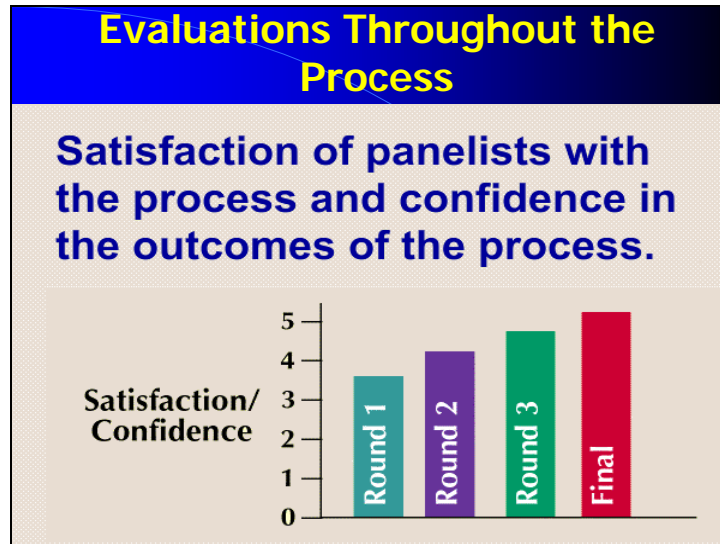 Evaluations Throughout the
Process
Satisfaction of panelists with
the process and confidence in
the outcomes of the process.
Satisfaction/
Confidence
5
4
3
2
1
0
Round 1
Round 2
Round 3
Final